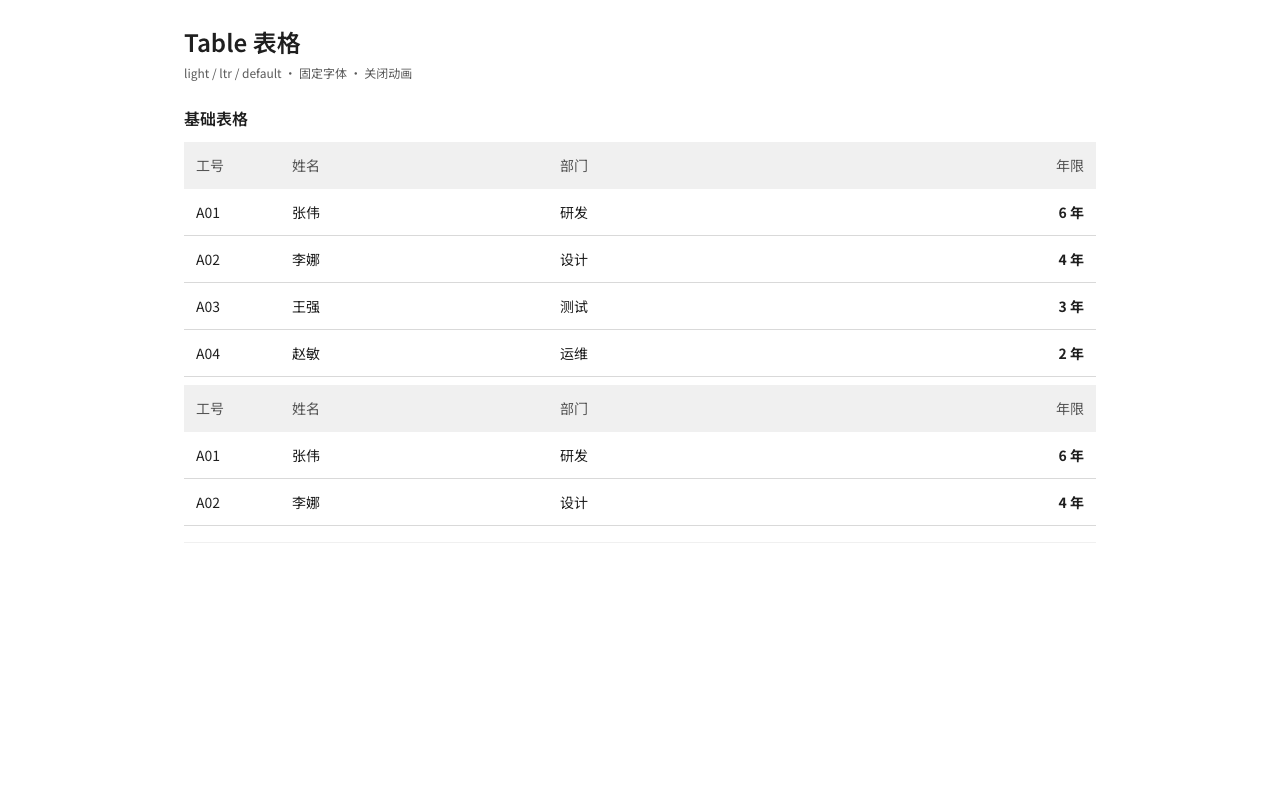 Table 表格
light / ltr / default ・ 固定字体 ・ 关闭动画
基础表格
工号 姓名 部门 年限
A01 张伟 研发 6 年
A02 李娜 设计 4 年
A03 王强 测试 3 年
A04 赵敏 运维 2 年
工号 姓名 部门 年限
A01 张伟 研发 6 年
A02 李娜 设计 4 年